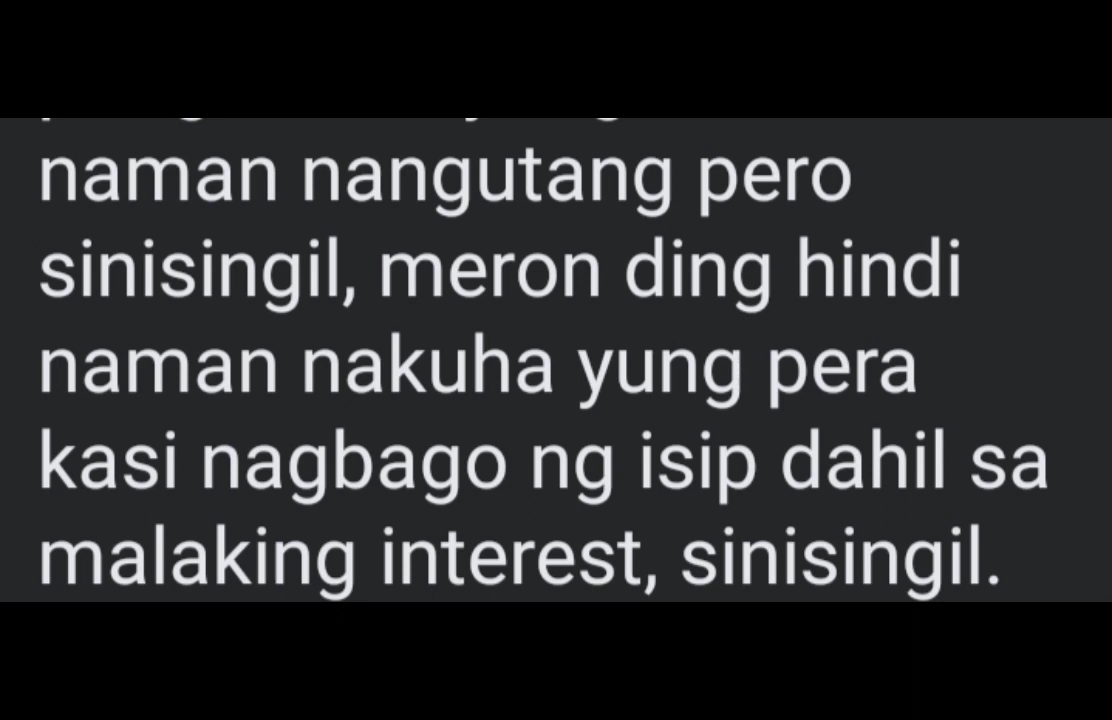 naman nangutang pero
sinisingil, meron ding hindi
naman nakuha yung pera
kasi nagbago ng isip dahil sa
malaking interest, sinisingil.